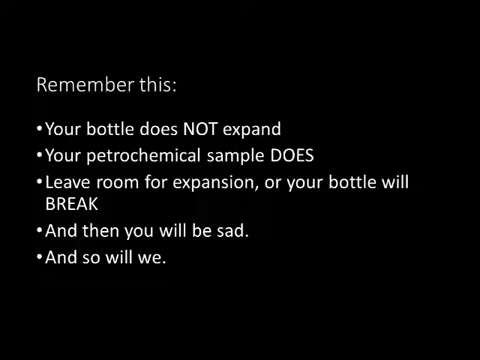 Remember this:
•Your bottle does NOT expand
•Your petrochemical sample DOES
•Leave room for expansion, or your bottle will
BREAK
•And then you will be sad.
•And so will we.